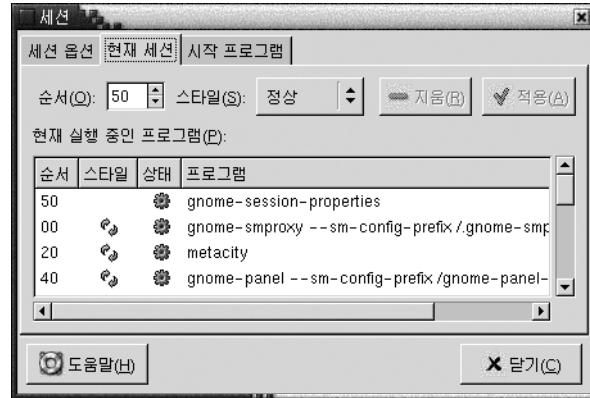 세션
세션 옵션 현재 세션 시작 프로그램
순서(O): 50 스타일(S): 정상 지움(R) 적용(A)
현재 실행 중인 프로그램(P):
순서 스타일 상태 프로그램
50 gnome-session-properties
00 gnome-smproxy --sm-config-prefix /.gnome-smp
20 metacity
40 gnome-panel --sm-config-prefix /gnome-panel-
도움말(H) 닫기(C)